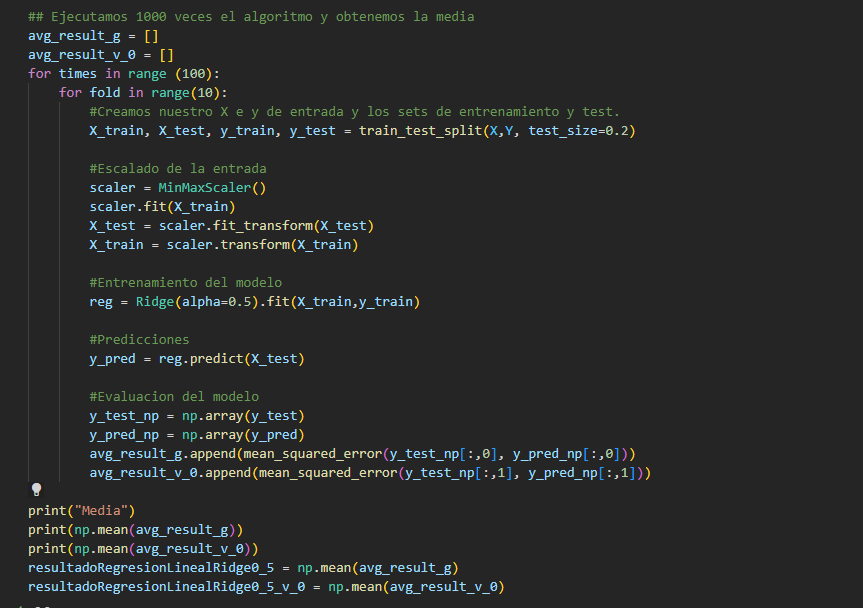 ## Ejecutamos 1000 veces el algoritmo y obtenemos la media
avg_result_g = []
avg_result_v_0 = []
for times in range (100):
    for fold in range(10):
        #Creamos nuestro X e y de entrada y los sets de entrenamiento y test.
        X_train, X_test, y_train, y_test = train_test_split(X,Y, test_size=0.2)

        #Escalado de la entrada
        scaler = MinMaxScaler()
        scaler.fit(X_train)
        X_test = scaler.fit_transform(X_test)
        X_train = scaler.transform(X_train)

        #Entrenamiento del modelo
        reg = Ridge(alpha=0.5).fit(X_train,y_train)

        #Predicciones
        y_pred = reg.predict(X_test)

        #Evaluacion del modelo
        y_test_np = np.array(y_test)
        y_pred_np = np.array(y_pred)
        avg_result_g.append(mean_squared_error(y_test_np[:,0], y_pred_np[:,0]))
        avg_result_v_0.append(mean_squared_error(y_test_np[:,1], y_pred_np[:,1]))

print("Media")
print(np.mean(avg_result_g))
print(np.mean(avg_result_v_0))
resultadoRegresionLinealRidge0_5 = np.mean(avg_result_g)
resultadoRegresionLinealRidge0_5_v_0 = np.mean(avg_result_v_0)